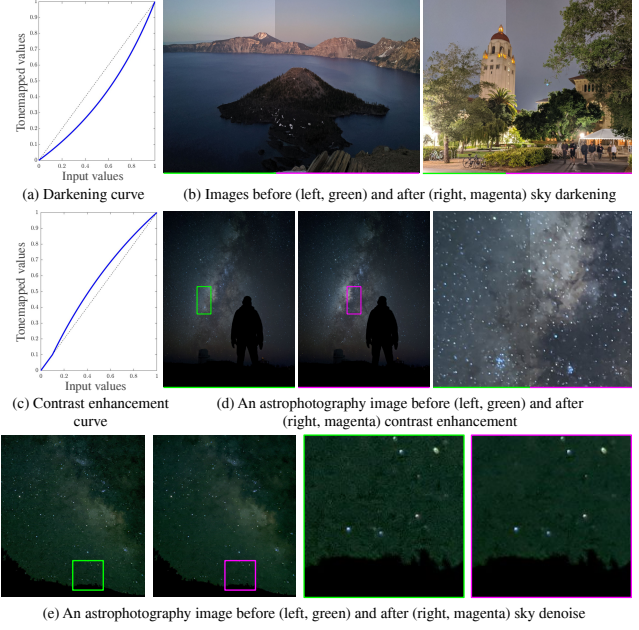 Tonemapped values
1
0.9
0.8
0.7
0.6
0.5
0.4
0.3
0.2
0.1
0
0 0.2 0.4 0.6 0.8 1
Input values
(a) Darkening curve
(b) Images before (left, green) and after (right, magenta) sky darkening
Tonemapped values
1
0.9
0.8
0.7
0.6
0.5
0.4
0.3
0.2
0.1
0
0 0.2 0.4 0.6 0.8 1
Input values
(c) Contrast enhancement
curve
(d) An astrophotography image before (left, green) and after
(right, magenta) contrast enhancement
(e) An astrophotography image before (left, green) and after (right, magenta) sky denoise